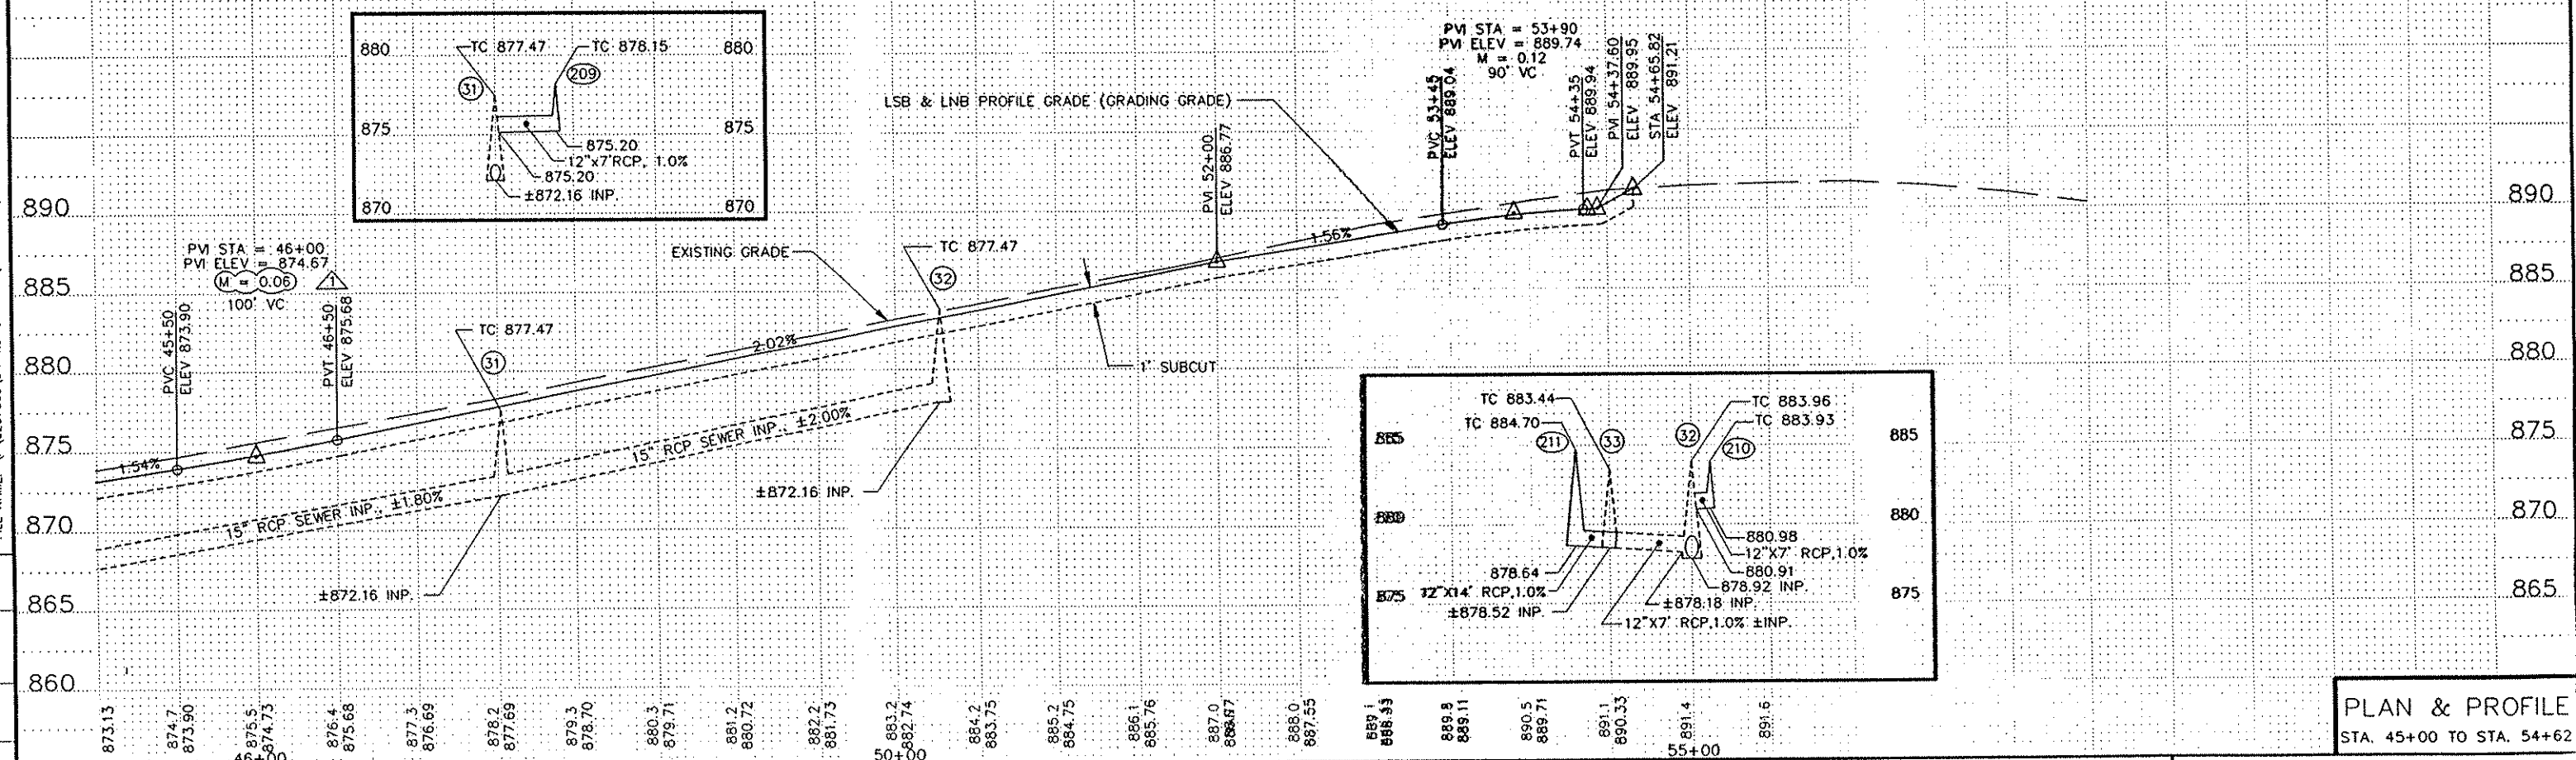 880
TC 877.47
TC 878.15
880
31
209
875
875
875.20
12"x7'RCP, 1.0%
875.20
±872.16 INP.
870
870
PVI STA = 53+90
PVI ELEV = 889.74
M = 0.12
90' VC
PVC 53+45
ELEV 889.04
PVT 54+35
ELEV 889.94
PVI 54+37.60
ELEV 889.95
STA 54+65.82
ELEV 891.21
LSB & LNB PROFILE GRADE (GRADING GRADE)
PVI 52+00
ELEV 886.77
1.56%
890
890
PVI STA = 46+00
PVI ELEV = 874.67
M = 0.06
1
100' VC
PVC 45+50
ELEV 873.90
PVT 46+50
ELEV 875.68
EXISTING GRADE
TC 877.47
32
885
885
TC 877.47
31
2.02%
1' SUBCUT
880
880
875
875
1.54%
15" RCP SEWER INP., ±1.80%
15" RCP SEWER INP., ±2.00%
±872.16 INP.
±872.16 INP.
870
870
865
865
860
TC 883.44
TC 884.70
211
33
32
TC 883.96
TC 883.93
210
885
885
880
880
875
875
880.98
12"X7' RCP,1.0%
880.91
878.92 INP.
±878.18 INP.
12"X7' RCP,1.0% ±INP.
878.64
12"X14' RCP,1.0%
±878.52 INP.
873.13
874.7
873.90
875.5
874.73
876.4
875.68
877.3
876.69
878.2
877.69
879.3
878.70
880.3
879.71
881.2
880.72
882.2
881.73
883.2
882.74
884.2
883.75
885.2
884.75
886.1
885.76
887.0
888.0
887.55
889.8
889.11
890.5
889.71
891.1
890.33
891.4
891.6
46+00
50+00
55+00
PLAN & PROFILE
STA. 45+00 TO STA. 54+62